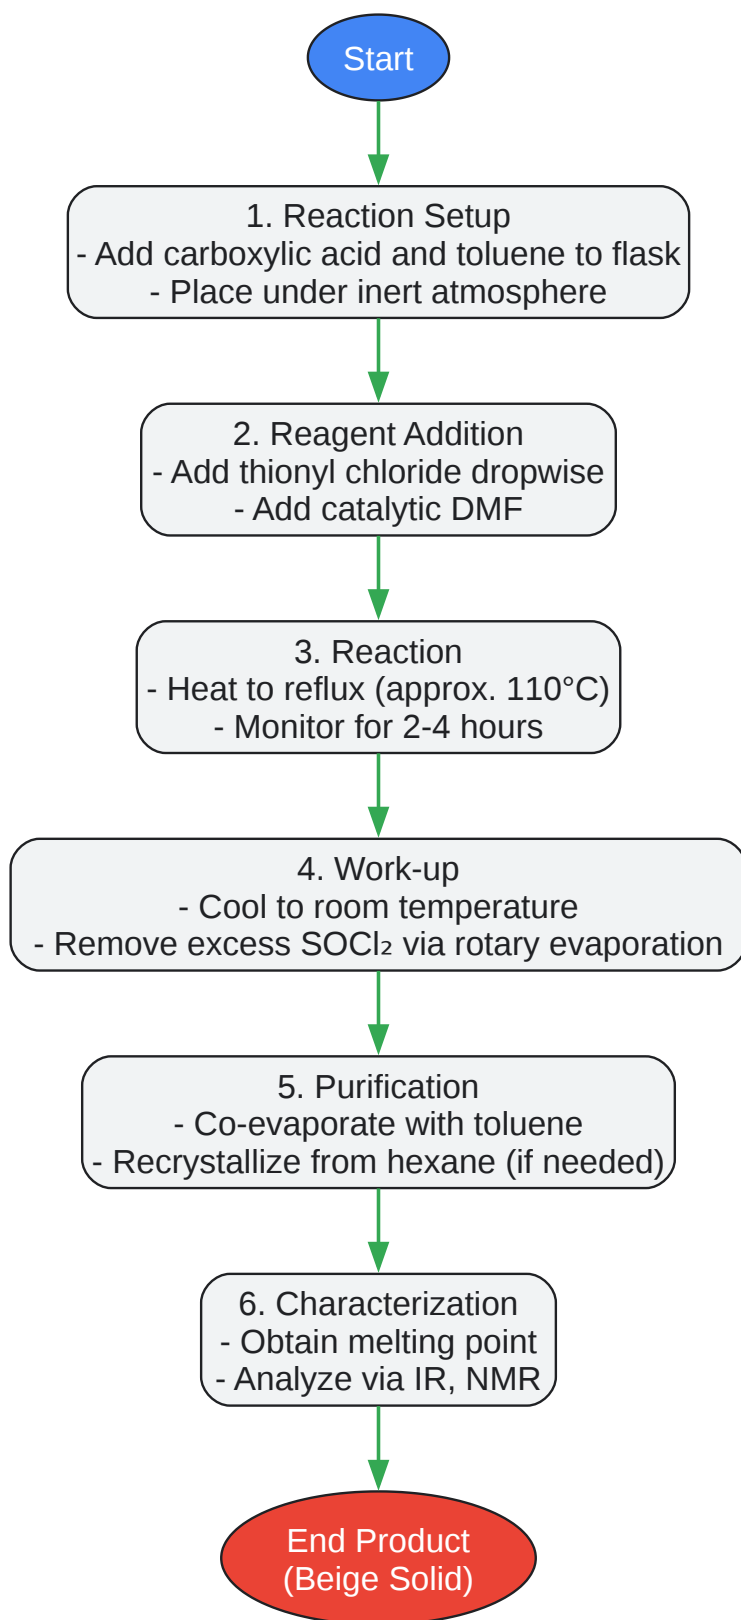 Start
1. Reaction Setup
- Add carboxylic acid and toluene to flask
- Place under inert atmosphere
2. Reagent Addition
- Add thionyl chloride dropwise
- Add catalytic DMF
3. Reaction
- Heat to reflux (approx. 110°C)
- Monitor for 2-4 hours
4. Work-up
- Cool to room temperature
- Remove excess SOCl₂ via rotary evaporation
5. Purification
- Co-evaporate with toluene
- Recrystallize from hexane (if needed)
6. Characterization
- Obtain melting point
- Analyze via IR, NMR
End Product
(Beige Solid)